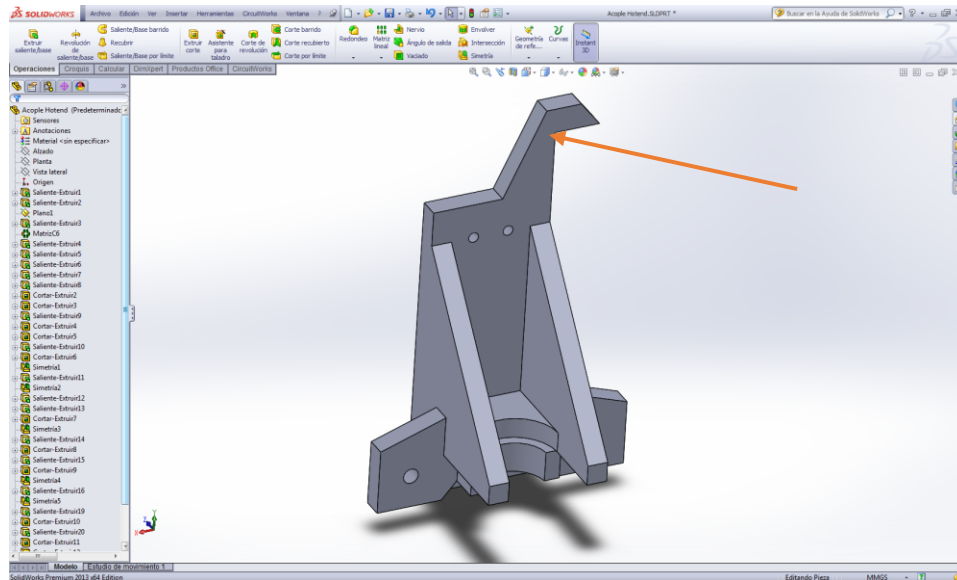 SOLIDWORKS Archivo Edición Ver Insertar Herramientas CircuitWorks Ventana ? Acople Hotend.SLDPRT * Buscar en la Ayuda de SolidWorks
Extruir saliente/base
Revolución de saliente/base
Saliente/Base barrido
Recubrir
Saliente/Base por límite
Extruir corte
Asistente para taladro
Corte de revolución
Corte barrido
Corte recubierto
Corte por límite
Redondeo
Matriz lineal
Nervio
Ángulo de salida
Vaciado
Envolver
Intersección
Simetría
Geometría de refe...
Curvas
Instant 3D
Operaciones Croquis Calcular DimXpert Productos Office CircuitWorks
Acople Hotend (Predeterminado
Sensores
Anotaciones
Material <sin especificar>
Alzado
Planta
Vista lateral
Origen
Saliente-Extruir1
Saliente-Extruir2
Plano1
Saliente-Extruir3
MatrizC6
Saliente-Extruir4
Saliente-Extruir5
Saliente-Extruir6
Saliente-Extruir7
Saliente-Extruir8
Cortar-Extruir2
Cortar-Extruir3
Saliente-Extruir9
Cortar-Extruir4
Cortar-Extruir5
Saliente-Extruir10
Cortar-Extruir6
Simetría1
Saliente-Extruir11
Simetría2
Saliente-Extruir12
Saliente-Extruir13
Cortar-Extruir7
Simetría3
Saliente-Extruir14
Cortar-Extruir8
Saliente-Extruir15
Cortar-Extruir9
Simetría4
Saliente-Extruir16
Simetría5
Saliente-Extruir19
Cortar-Extruir10
Saliente-Extruir20
Cortar-Extruir11
Modelo Estudio de movimiento 1
SolidWorks Premium 2013 x64 Edition Editando Pieza MMGS